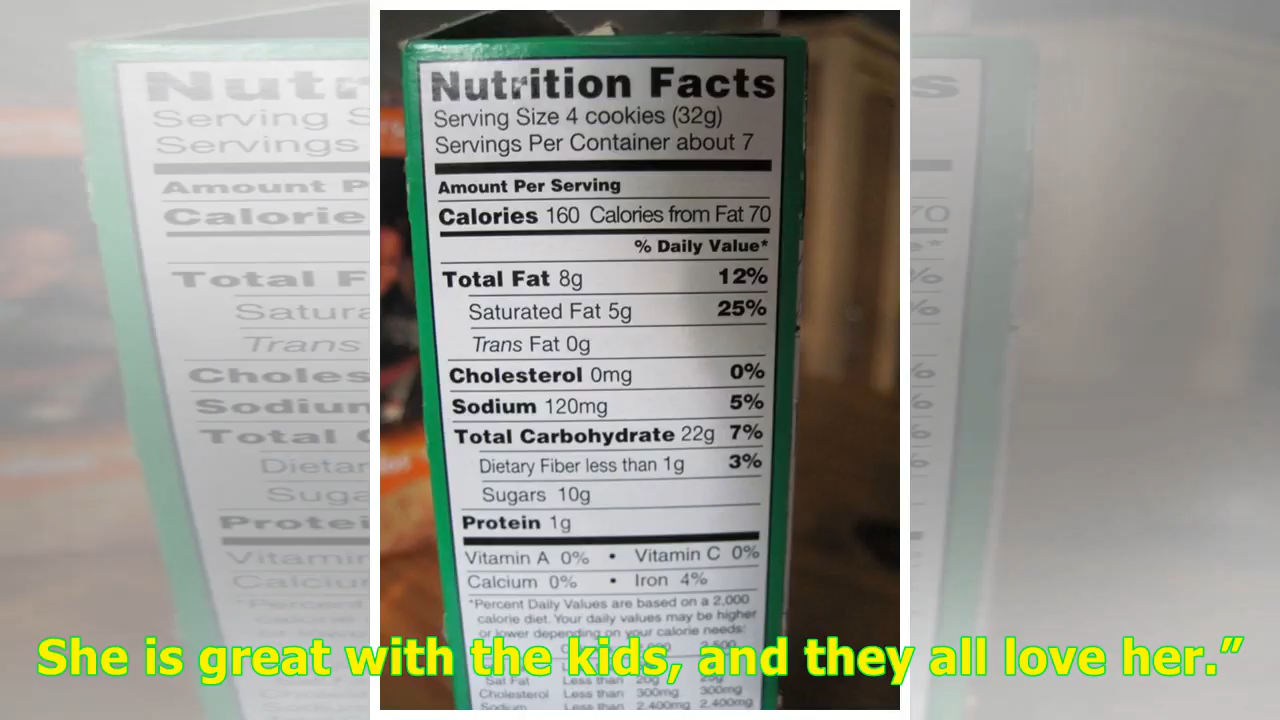 Nutrition Facts
Serving Size 4 cookies (32g)
Servings Per Container about 7
Amount Per Serving
Calories 160 Calories from Fat 70
% Daily Value*
Total Fat 8g 12%
Saturated Fat 5g 25%
Trans Fat 0g
Cholesterol 0mg 0%
Sodium 120mg 5%
Total Carbohydrate 22g 7%
Dietary Fiber less than 1g 3%
Sugars 10g
Protein 1g
Vitamin A 0% • Vitamin C 0%
Calcium 0% • Iron 4%
*Percent Daily Values are based on a 2,000
calorie diet. Your daily values may be higher
or lower depending on your calorie needs:
She is great with the kids, and they all love her.”
Sat Fat Less than 20g 25g
Cholesterol Less than 300mg 300mg
Sodium Less than 2,400mg 2,400mg